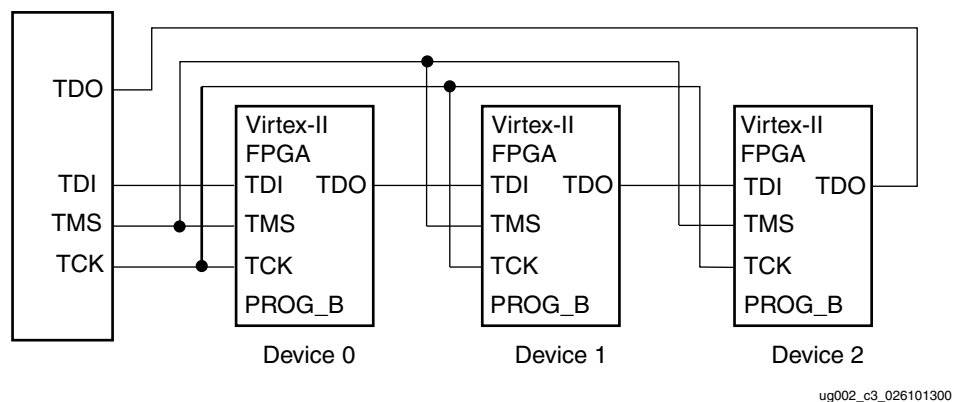 TDO
TDI
TMS
TCK
Virtex-II
FPGA
TDI TDO
TMS
TCK
PROG_B
Device 0
Virtex-II
FPGA
TDI TDO
TMS
TCK
PROG_B
Device 1
Virtex-II
FPGA
TDI TDO
TMS
TCK
PROG_B
Device 2
ug002_c3_026101300